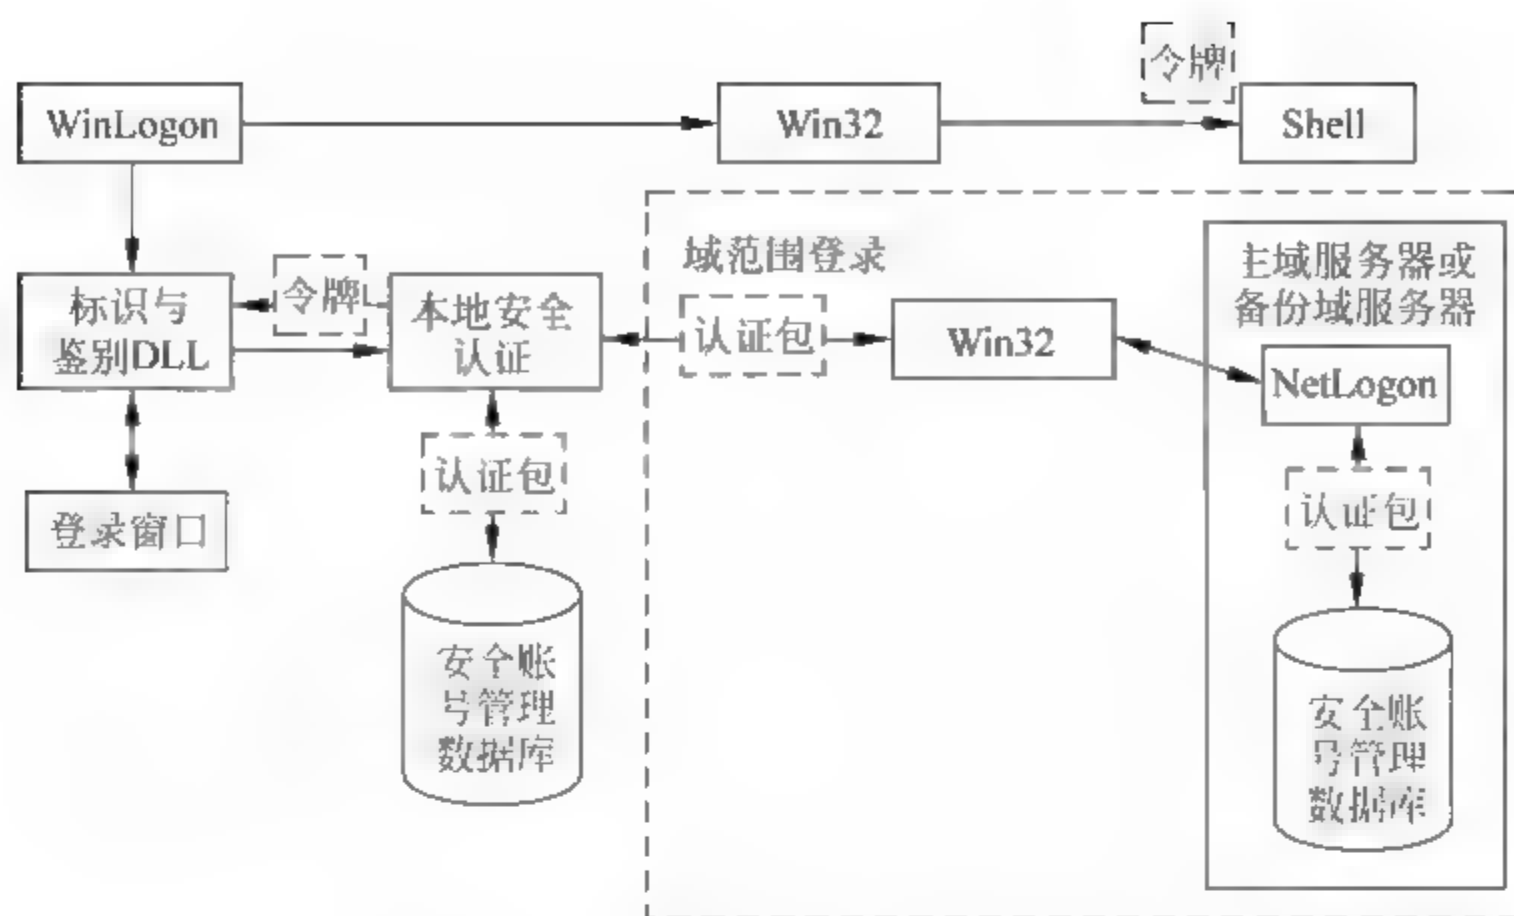 令牌
WinLogon
Win32
Shell
域范围登录
主域服务器或
备份域服务器
标识与
鉴别DLL
令牌
本地安全
认证
认证包
Win32
NetLogon
认证包
认证包
登录窗口
安全账
号管理
数据库
安全账
号管理
数据库